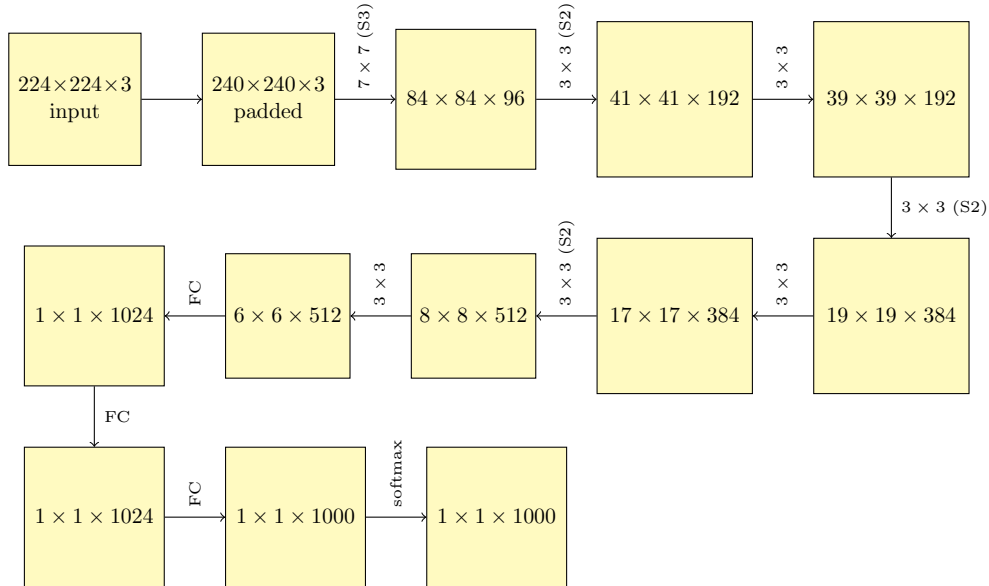 224×224×3
input
240×240×3
padded
7 × 7 (S3)
84 × 84 × 96
3 × 3 (S2)
41 × 41 × 192
3 × 3
39 × 39 × 192
3 × 3 (S2)
19 × 19 × 384
3 × 3
17 × 17 × 384
3 × 3 (S2)
8 × 8 × 512
3 × 3
6 × 6 × 512
FC
1 × 1 × 1024
FC
1 × 1 × 1024
FC
1 × 1 × 1000
softmax
1 × 1 × 1000